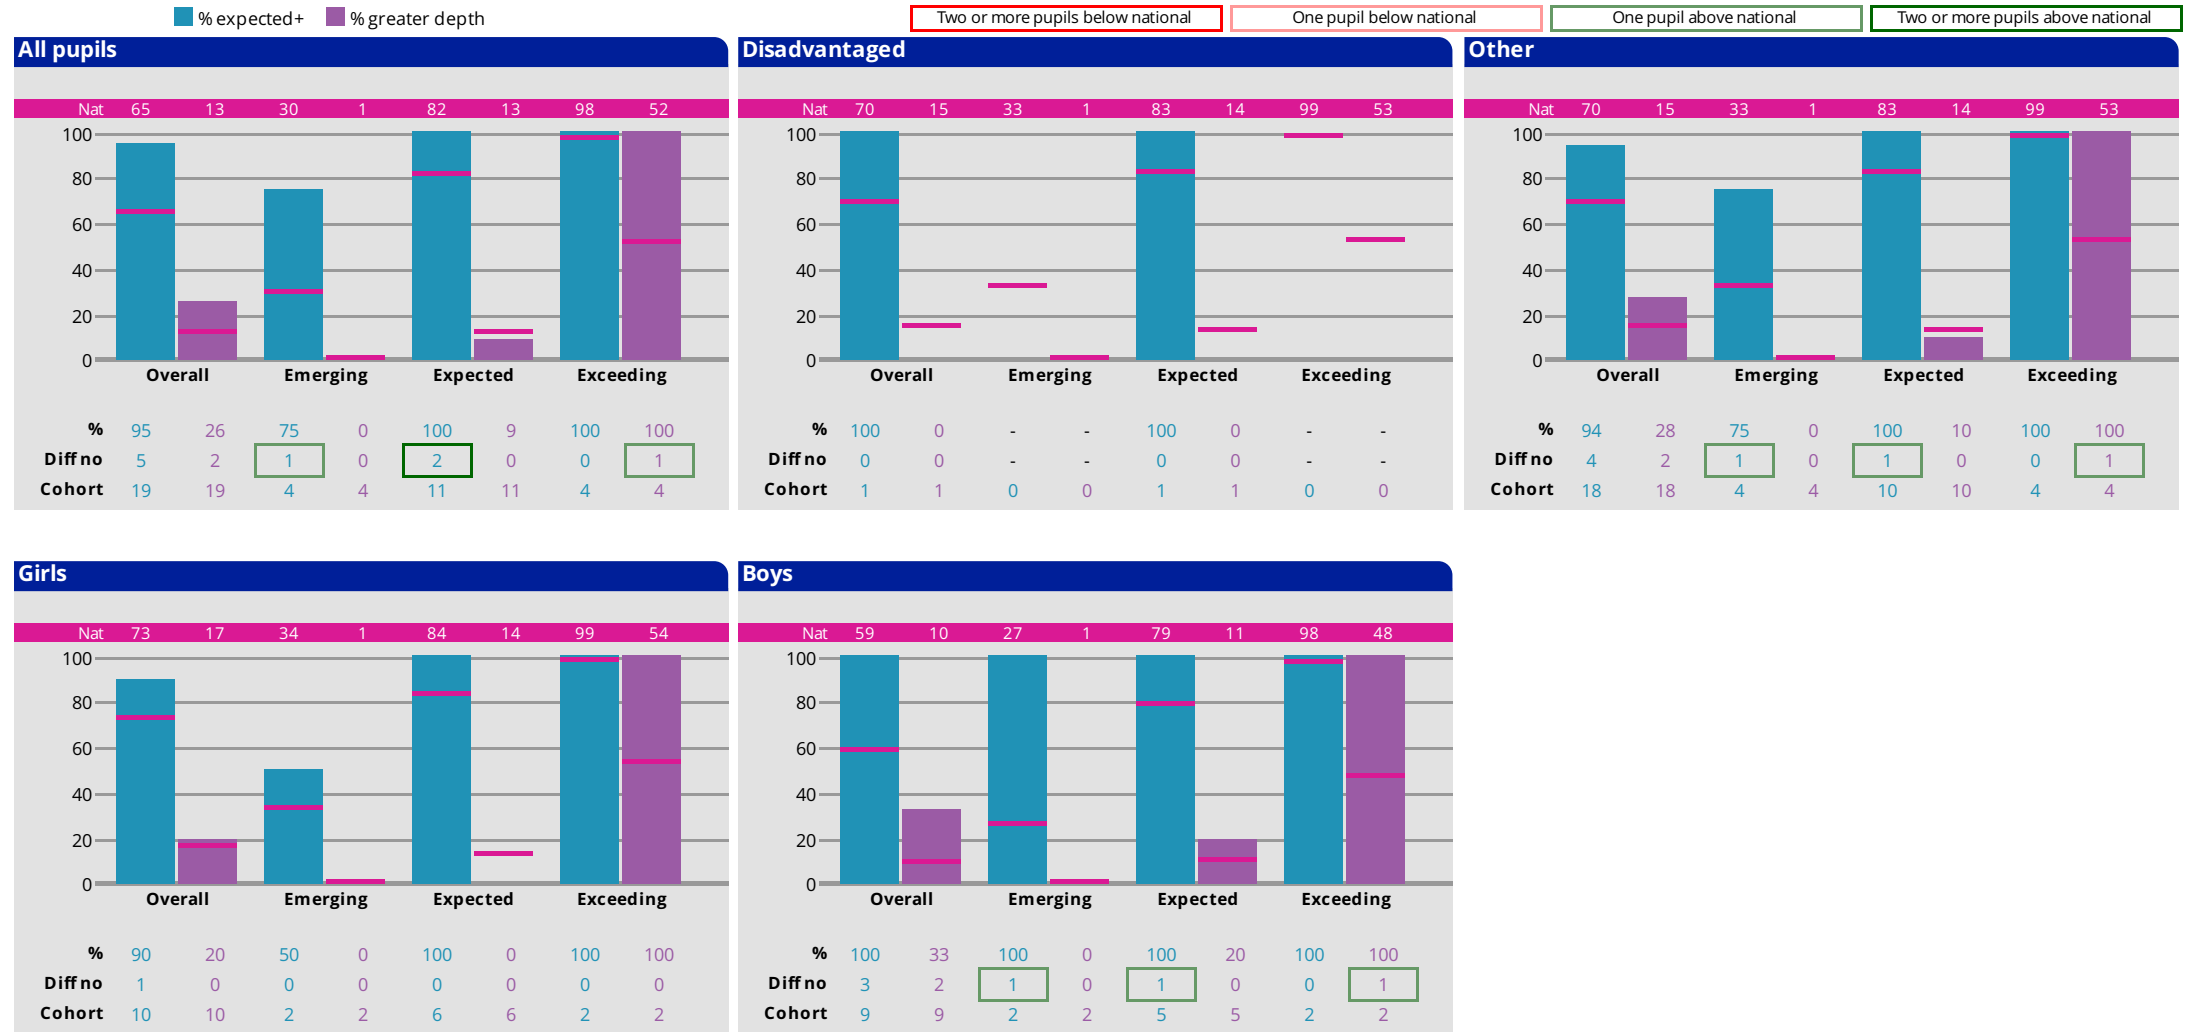 % expected+ % greater depth Two or more pupils below national One pupil below national One pupil above national Two or more pupils above national
All pupils
Nat 65 13 30 1 82 13 98 52
100
80
60
40
20
0
Overall Emerging Expected Exceeding
% 95 26 75 0 100 9 100 100
Diff no 5 2 1 0 2 0 0 1
Cohort 19 19 4 4 11 11 4 4
Disadvantaged
Nat 70 15 33 1 83 14 99 53
100
80
60
40
20
0
Overall Emerging Expected Exceeding
% 100 0 - - 100 0 - -
Diff no 0 0 - - 0 0 - -
Cohort 1 1 0 0 1 1 0 0
Other
Nat 70 15 33 1 83 14 99 53
100
80
60
40
20
0
Overall Emerging Expected Exceeding
% 94 28 75 0 100 10 100 100
Diff no 4 2 1 0 1 0 0 1
Cohort 18 18 4 4 10 10 4 4
Girls
Nat 73 17 34 1 84 14 99 54
100
80
60
40
20
0
Overall Emerging Expected Exceeding
% 90 20 50 0 100 0 100 100
Diff no 1 0 0 0 0 0 0 0
Cohort 10 10 2 2 6 6 2 2
Boys
Nat 59 10 27 1 79 11 98 48
100
80
60
40
20
0
Overall Emerging Expected Exceeding
% 100 33 100 0 100 20 100 100
Diff no 3 2 1 0 1 0 0 1
Cohort 9 9 2 2 5 5 2 2